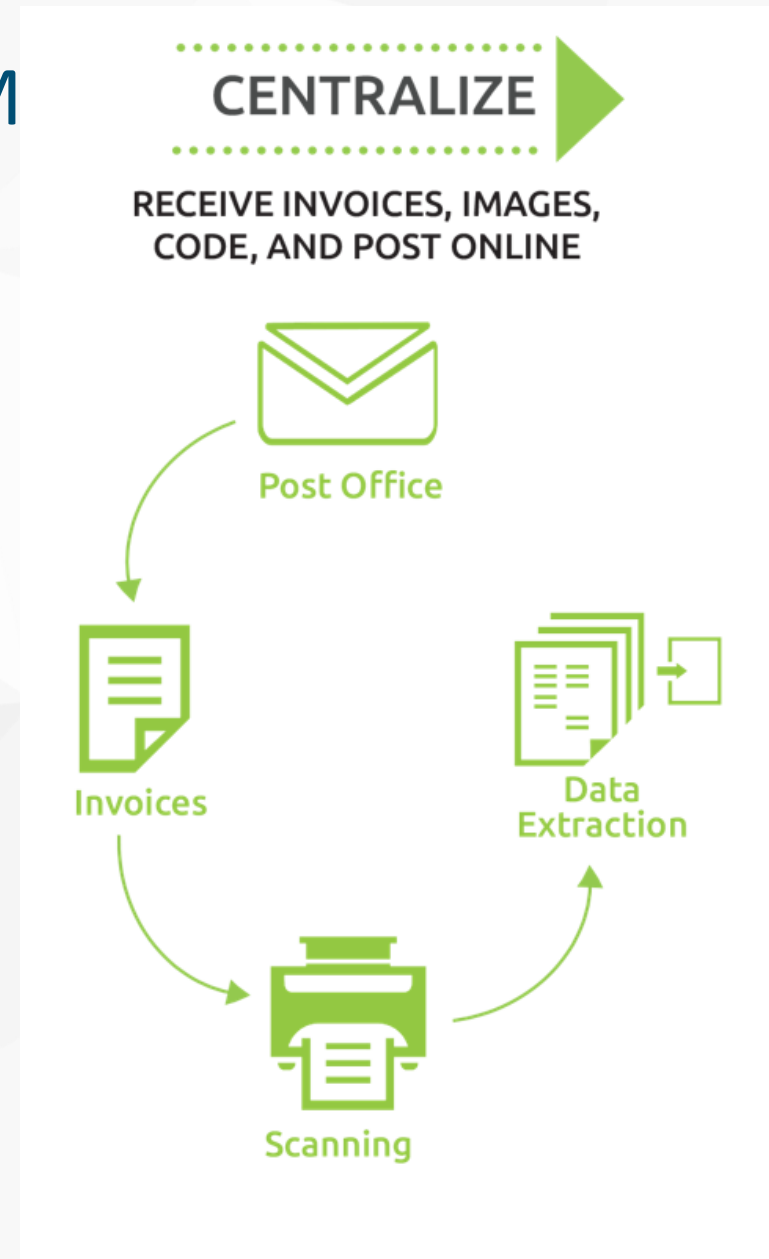 M
CENTRALIZE
RECEIVE INVOICES, IMAGES,
CODE, AND POST ONLINE
Post Office
Invoices
Data
Extraction
Scanning